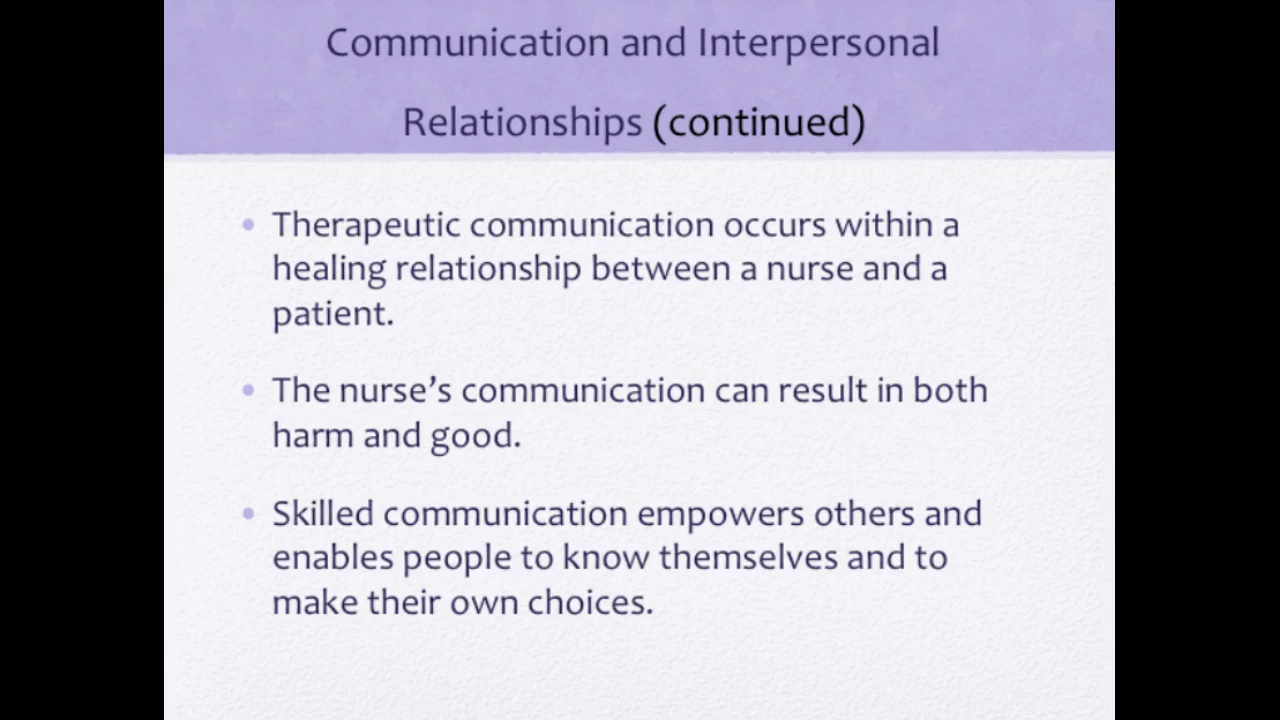 Communication and Interpersonal
Relationships (continued)
• Therapeutic communication occurs within a
healing relationship between a nurse and a
patient.
• The nurse’s communication can result in both
harm and good.
• Skilled communication empowers others and
enables people to know themselves and to
make their own choices.